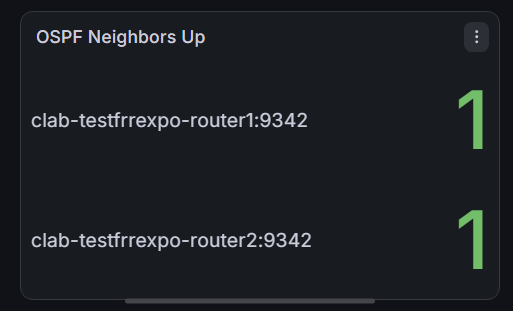 OSPF Neighbors Up
clab-testfrrexpo-router1:9342
1
clab-testfrrexpo-router2:9342
1